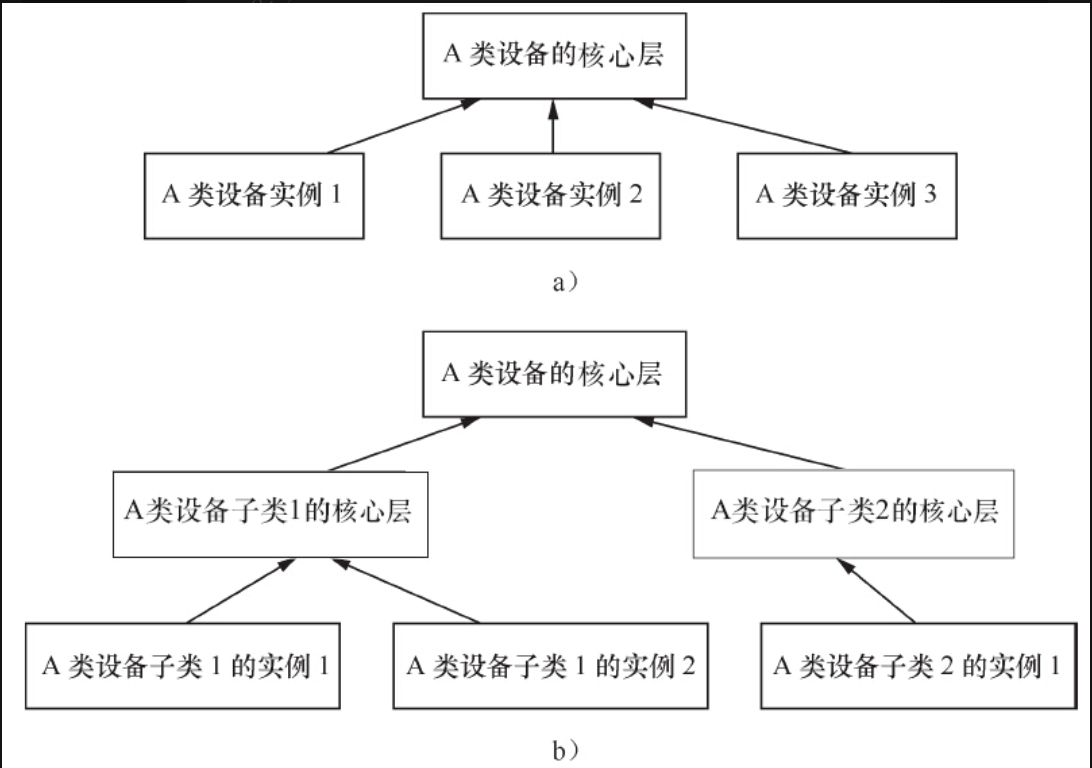 A 类设备的核心层
A 类设备实例 1
A 类设备实例 2
A 类设备实例 3
a）
A 类设备的核心层
A类设备子类1的核心层
A类设备子类2的核心层
A 类设备子类 1 的实例 1
A 类设备子类 1 的实例 2
A 类设备子类 2 的实例 1
b）